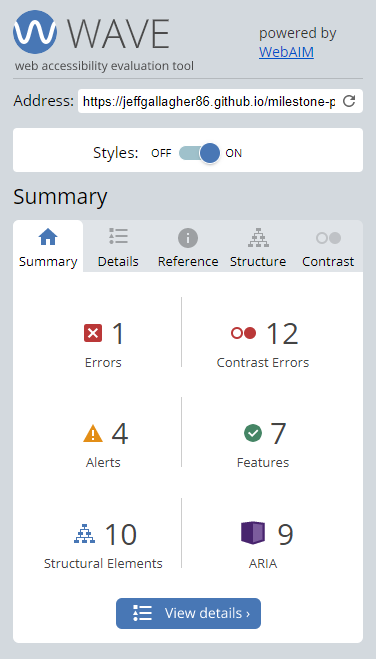 WAVE
web accessibility evaluation tool
powered by
WebAIM
Address: https://jeffgallagher86.github.io/milestone-p
Styles: OFF ON
Summary
Summary Details Reference Structure Contrast
1 12
Errors Contrast Errors
4 7
Alerts Features
10 9
Structural Elements ARIA
View details ›